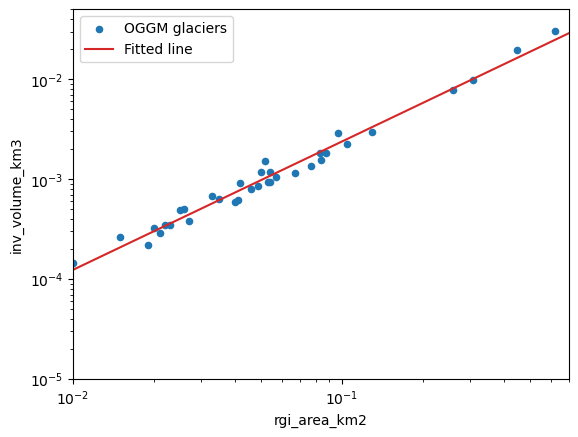 OGGM glaciers
Fitted line
inv_volume_km3
10⁻²
10⁻³
10⁻⁴
10⁻⁵
10⁻²
10⁻¹
rgi_area_km2